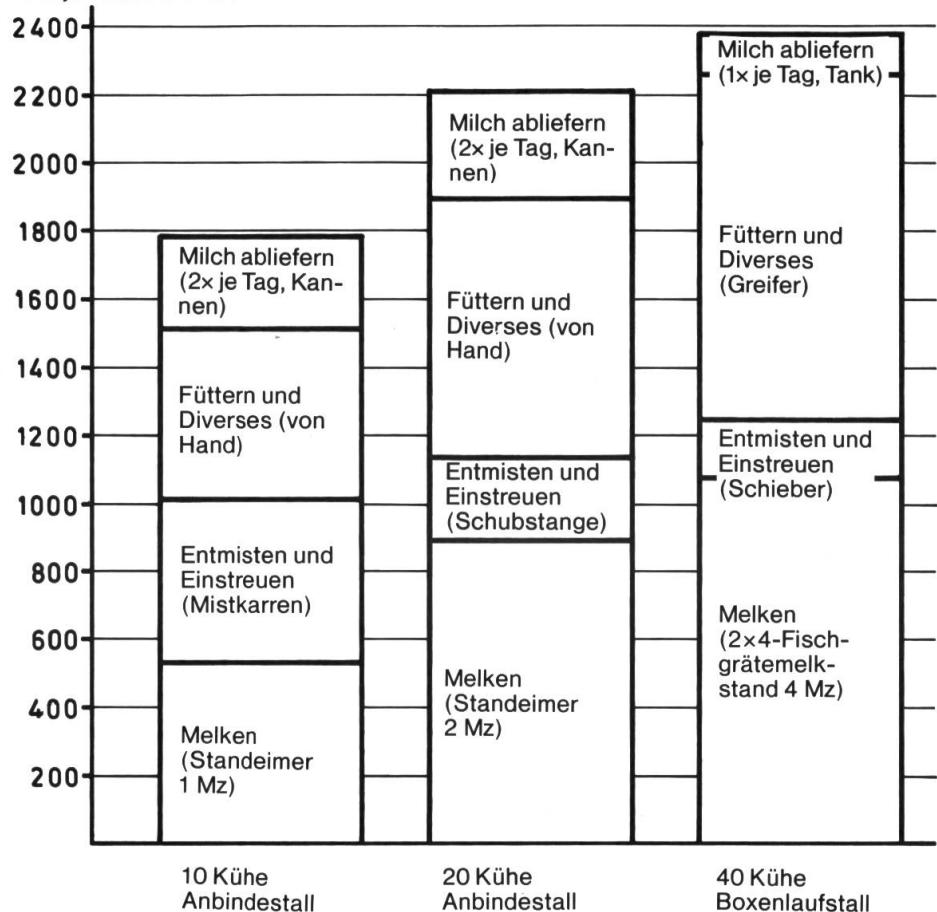 2400
2200
2000
1800
1600
1400
1200
1000
800
600
400
200
Milch abliefern
(2× je Tag, Kan-
nen)
Füttern und
Diverses (von
Hand)
Entmisten und
Einstreuen
(Mistkarren)
Melken
(Standeimer
1 Mz)
10 Kühe
Anbindestall
Milch abliefern
(2× je Tag, Kan-
nen)
Füttern und
Diverses (von
Hand)
Entmisten und
Einstreuen
(Schubstange)
Melken
(Standeimer
2 Mz)
20 Kühe
Anbindestall
Milch abliefern
(1× je Tag, Tank)
Füttern und
Diverses
(Greifer)
Entmisten und
Einstreuen
(Schieber)
Melken
(2×4-Fisch-
grätemelk-
stand 4 Mz)
40 Kühe
Boxenlaufstall